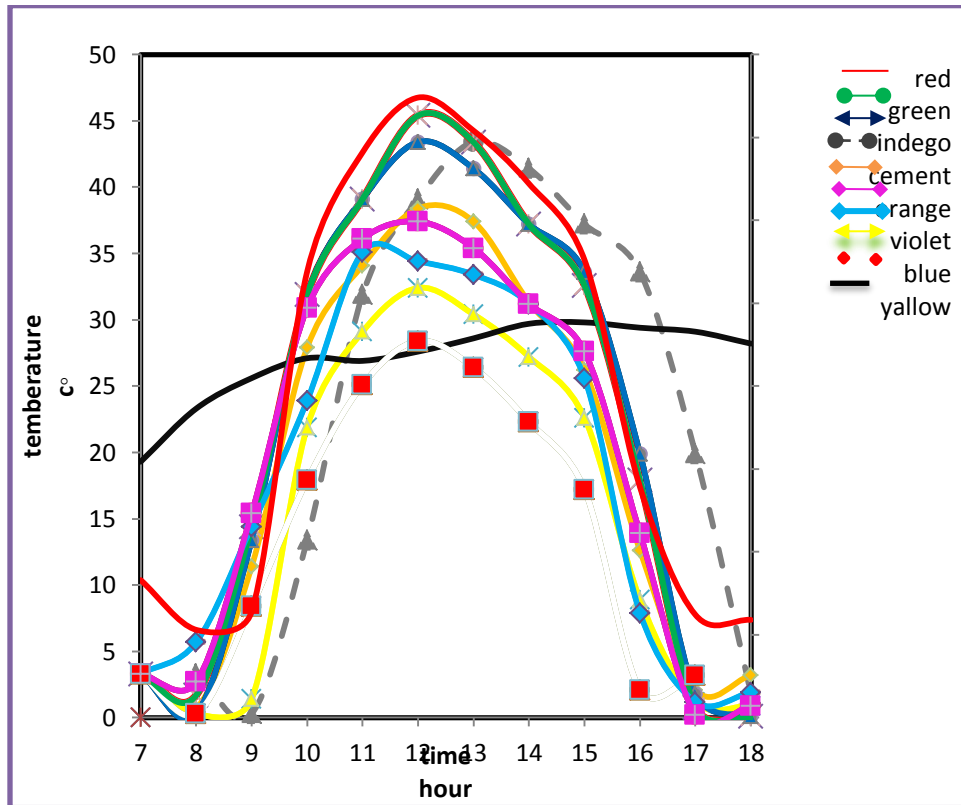 50
45
40
35
30
25
20
15
10
5
0
temberature
c°
7 8 9 10 11 12 13 14 15 16 17 18
time
hour
red
green
indego
cement
range
violet
blue
yallow